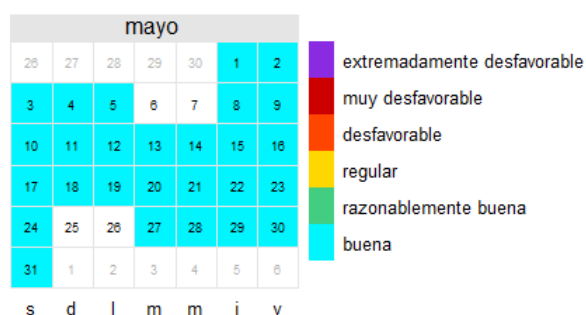 mayo
26 27 28 29 30 1 2
3 4 5 6 7 8 9
10 11 12 13 14 15 16
17 18 19 20 21 22 23
24 25 26 27 28 29 30
31 1 2 3 4 5 6
s d l m m j v
extremadamente desfavorable
muy desfavorable
desfavorable
regular
razonablemente buena
buena